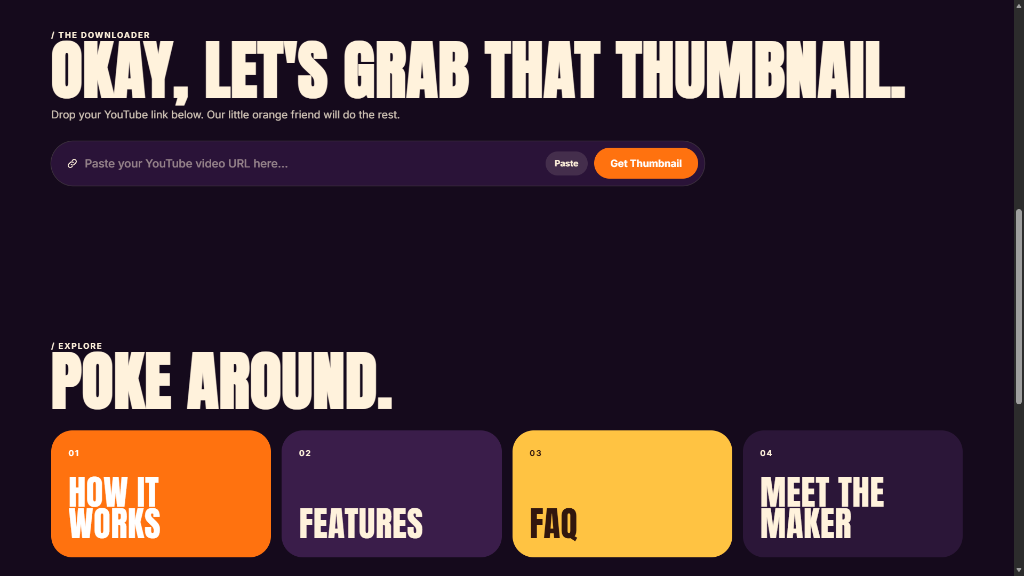 / THE DOWNLOADER
OKAY, LET'S GRAB THAT THUMBNAIL.
Drop your YouTube link below. Our little orange friend will do the rest.
Paste your YouTube video URL here...
Paste
Get Thumbnail
/ EXPLORE
POKE AROUND.
01
HOW IT
WORKS
02
FEATURES
03
FAQ
04
MEET THE
MAKER